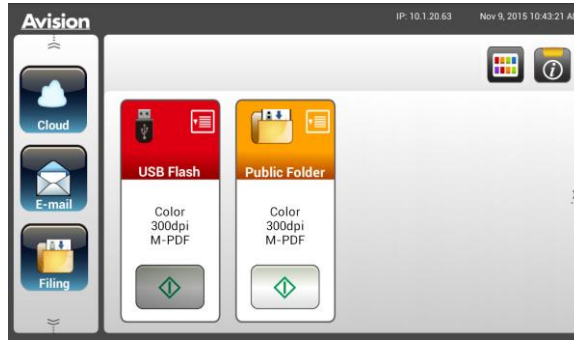 Avision
IP: 10.1.20.63
Nov 9, 2015 10:43:21
Cloud
E-mail
Filing
USB Flash
Color
300dpi
M-PDF
Public Folder
Color
300dpi
M-PDF